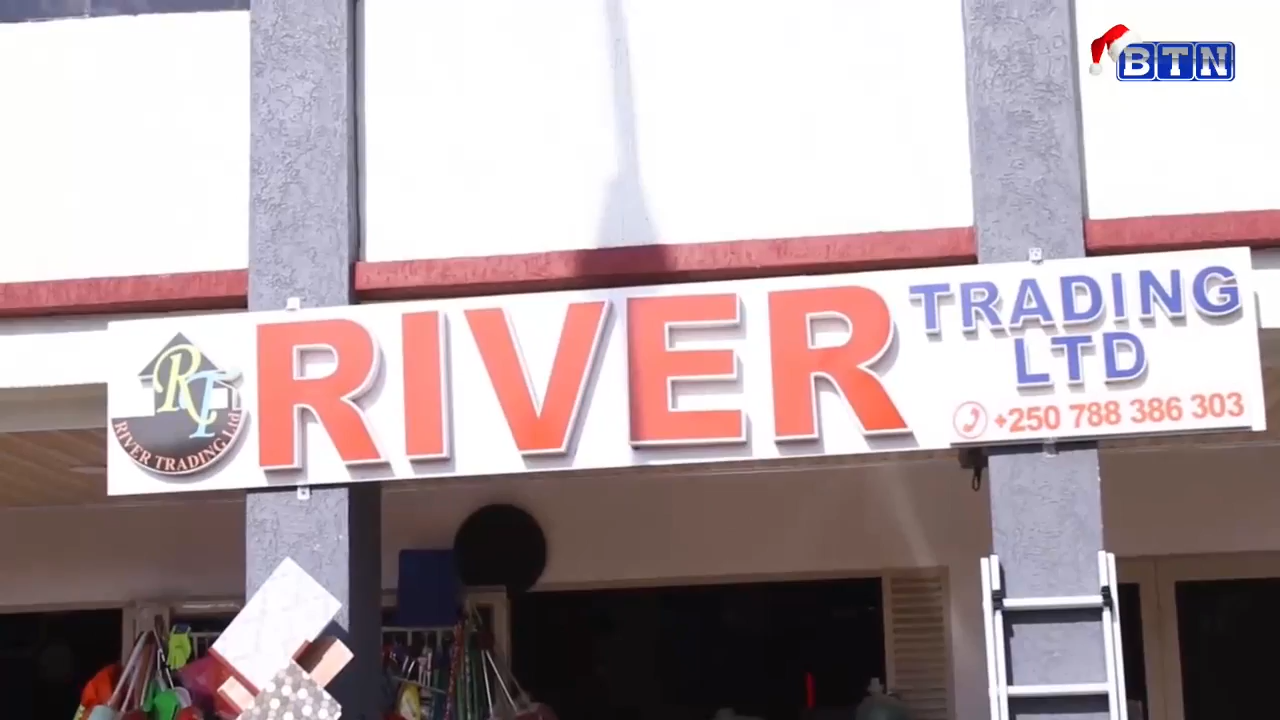 BTN
RIVER
TRADING
LTD
+250 788 386 303
RT
RIVER TRADING Ltd